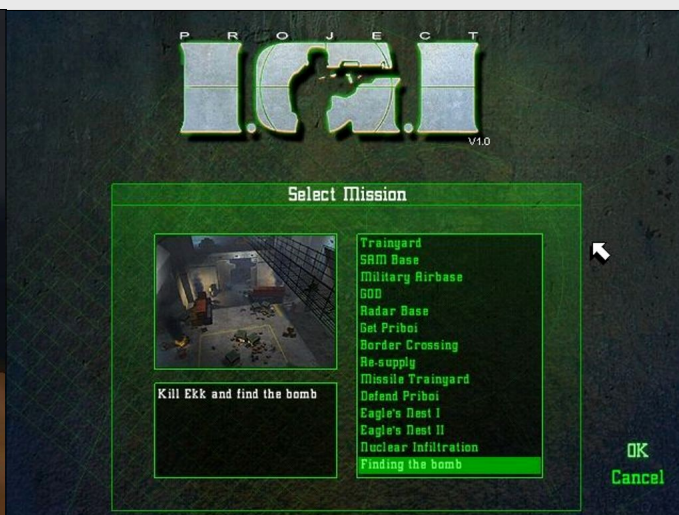 PROJECT
I.G.I
V1.0
Select Mission
Trainyard
SAM Base
Military Airbase
GOD
Radar Base
Get Priboi
Border Crossing
Re-supply
Missile Trainyard
Defend Priboi
Eagle's Nest I
Eagle's Nest II
Nuclear Infiltration
Finding the bomb
Kill Ekk and find the bomb
OK
Cancel